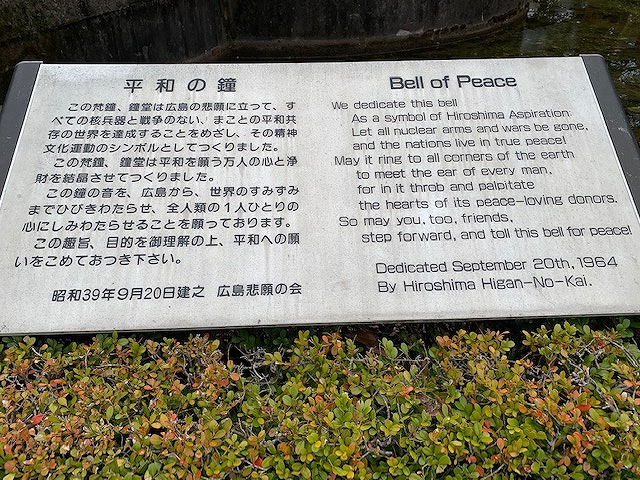 平和の鐘
この梵鐘、鐘堂は広島の悲願に立って、す
べての核兵器と戦争のない、まことの平和共
存の世界を達成することをめざし、その精神
文化運動のシンボルとしてつくりました。
この梵鐘、鐘堂は平和を願う万人の心と浄
財を結晶させてつくりました。
この鐘の音を、広島から、世界のすみずみ
までひびきわたらせ、全人類の1人ひとりの
心にしみわたらせることを願っております。
この趣旨、目的を御理解の上、平和への願
いをこめておつき下さい。
昭和39年9月20日建之 広島悲願の会
Bell of Peace
We dedicate this bell
As a symbol of Hiroshima Aspiration:
Let all nuclear arms and wars be gone,
and the nations live in true peace!
May it ring to all corners of the earth
to meet the ear of every man,
for in it throb and palpitate
the hearts of its peace-loving donors.
So may you, too, friends,
step forward, and toll this bell for peace!
Dedicated September 20th, 1964
By Hiroshima Higan-No-Kai.